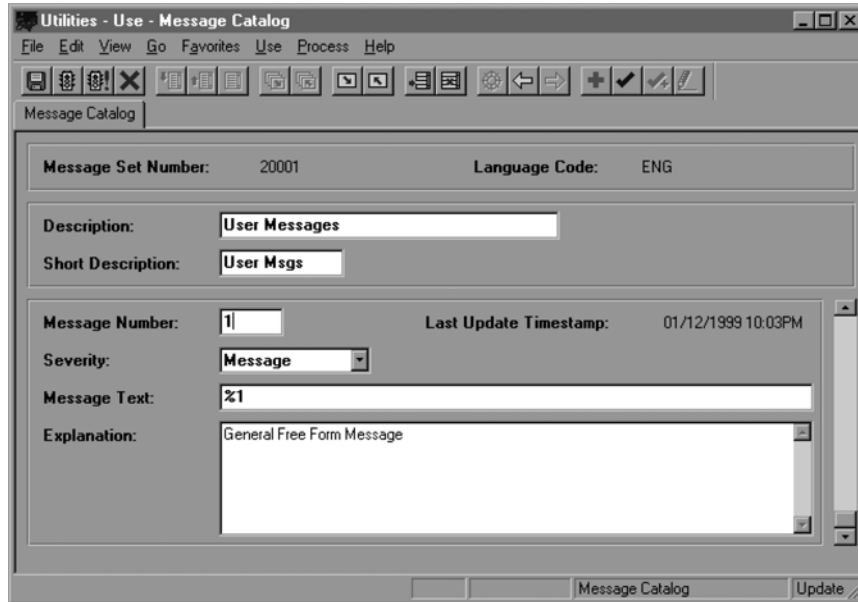 Utilities - Use - Message Catalog
File Edit View Go Favorites Use Process Help
Message Catalog
Message Set Number: 20001 Language Code: ENG
Description: User Messages
Short Description: User Msgs
Message Number: 1 Last Update Timestamp: 01/12/1999 10:03PM
Severity: Message
Message Text: %1
Explanation: General Free Form Message
Message Catalog Update